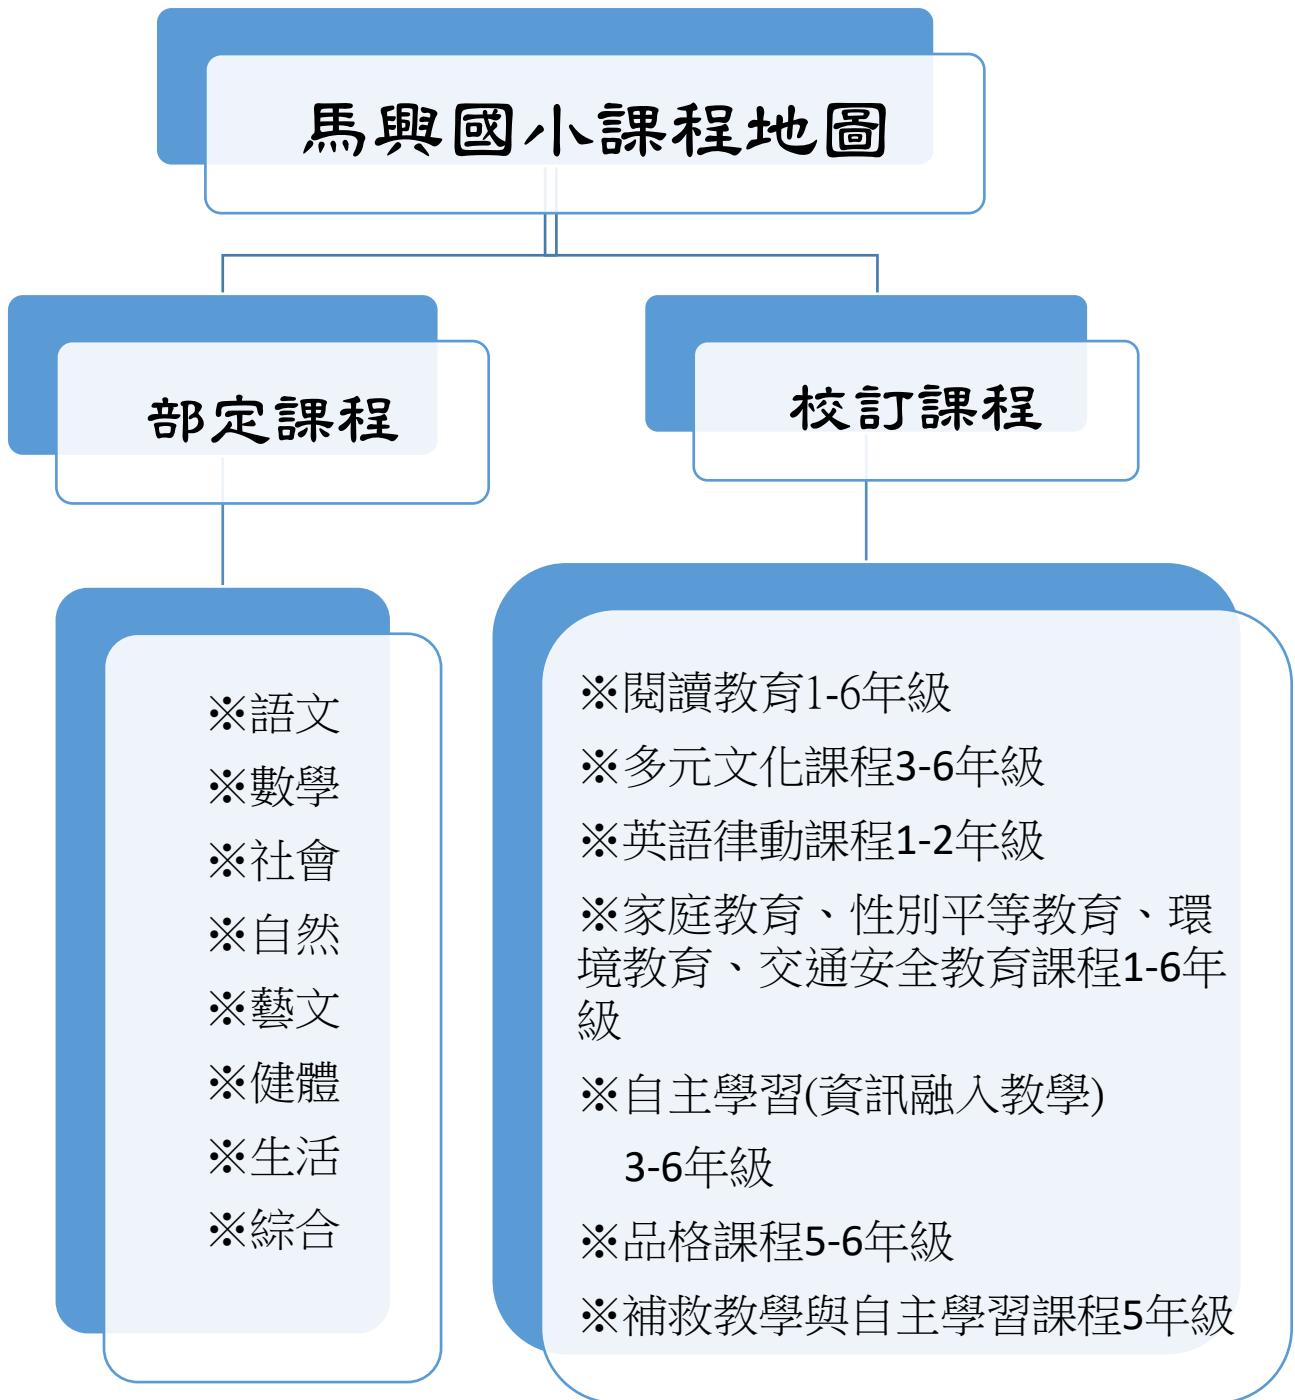 馬興國小課程地圖
部定課程
校訂課程
※語文
※數學
※社會
※自然
※藝文
※健體
※生活
※綜合
※閱讀教育1-6年級
※多元文化課程3-6年級
※英語律動課程1-2年級
※家庭教育、性別平等教育、環
境教育、交通安全教育課程1-6年
級
※自主學習(資訊融入教學)
3-6年級
※品格課程5-6年級
※補救教學與自主學習課程5年級